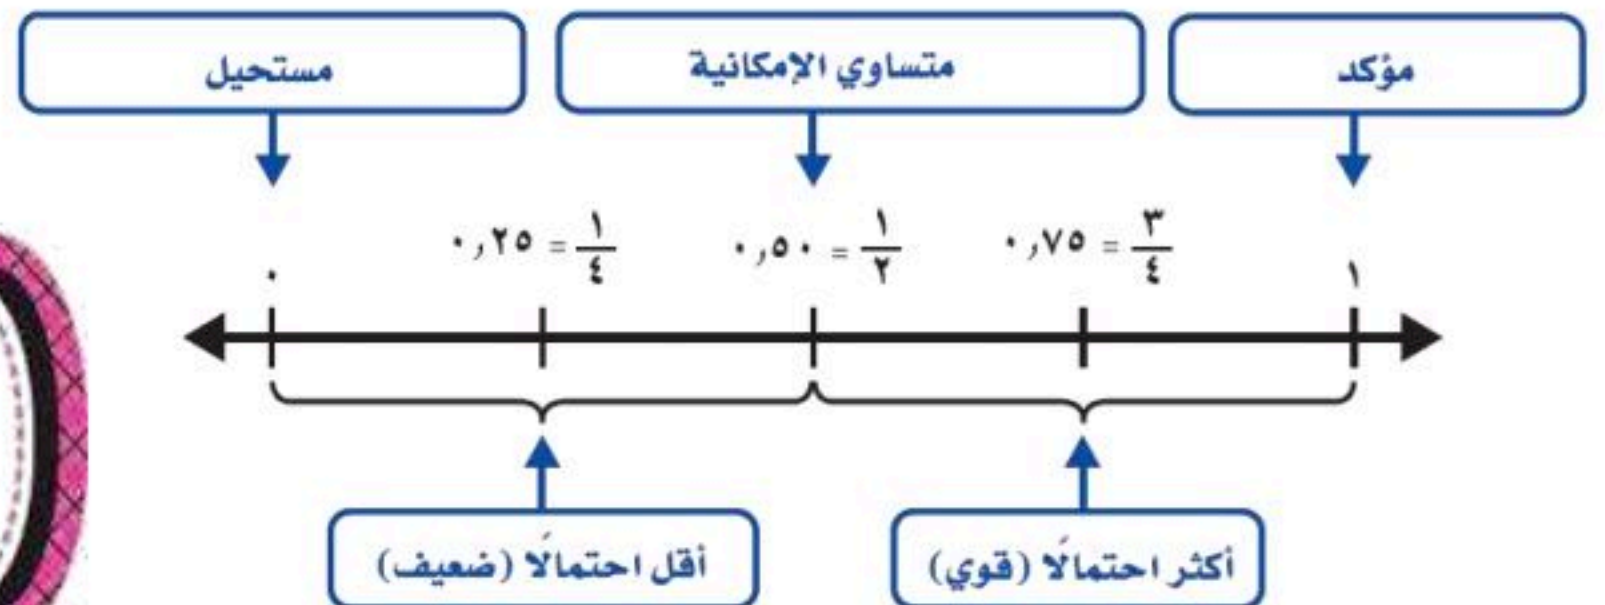 مؤكد
متساوي الإمكانية
مستحيل
٠,٢٥ = ١/٤
٠,٥٠ = ١/٢
٠,٧٥ = ٣/٤
٠
١
أكثر احتمالًا (قوي)
أقل احتمالًا (ضعيف)